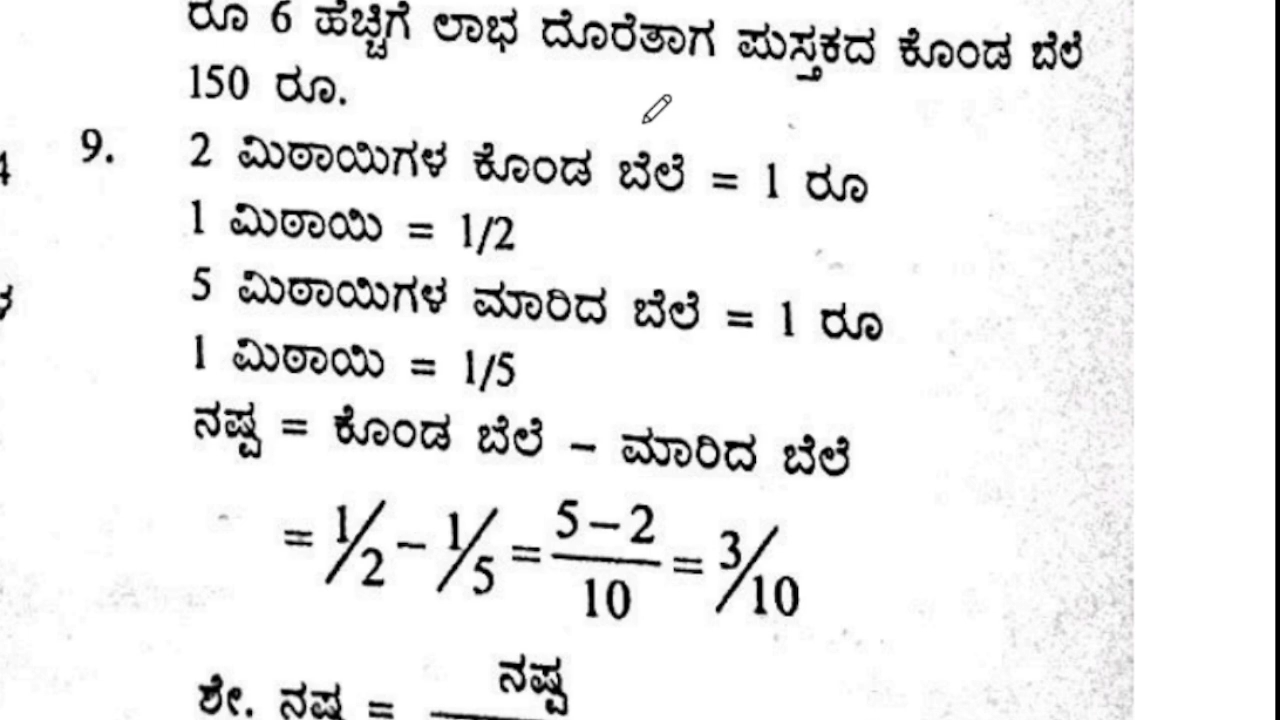 ರೂ 6 ಹೆಚ್ಚಿಗೆ ಲಾಭ ದೊರೆತಾಗ ಪುಸ್ತಕದ ಕೊಂಡ ಬೆಲೆ
150 ರೂ.
9. 2 ಮಿಠಾಯಿಗಳ ಕೊಂಡ ಬೆಲೆ = 1 ರೂ
1 ಮಿಠಾಯಿ = 1/2
5 ಮಿಠಾಯಿಗಳ ಮಾರಿದ ಬೆಲೆ = 1 ರೂ
1 ಮಿಠಾಯಿ = 1/5
ನಷ್ಟ = ಕೊಂಡ ಬೆಲೆ – ಮಾರಿದ ಬೆಲೆ
= 1/2 – 1/5 = (5 – 2)/10 = 3/10
ಶೇ. ನಷ್ಟ = ನಷ್ಟ